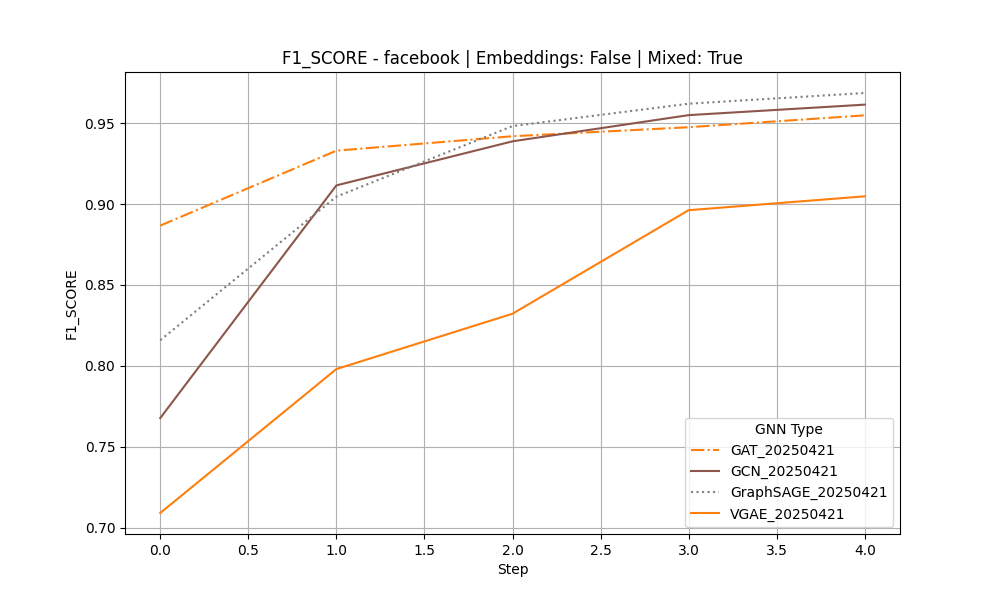 F1_SCORE - facebook | Embeddings: False | Mixed: True
F1_SCORE
0.95
0.90
0.85
0.80
0.75
0.70
GNN Type
GAT_20250421
GCN_20250421
GraphSAGE_20250421
VGAE_20250421
0.0 0.5 1.0 1.5 2.0 2.5 3.0 3.5 4.0
Step